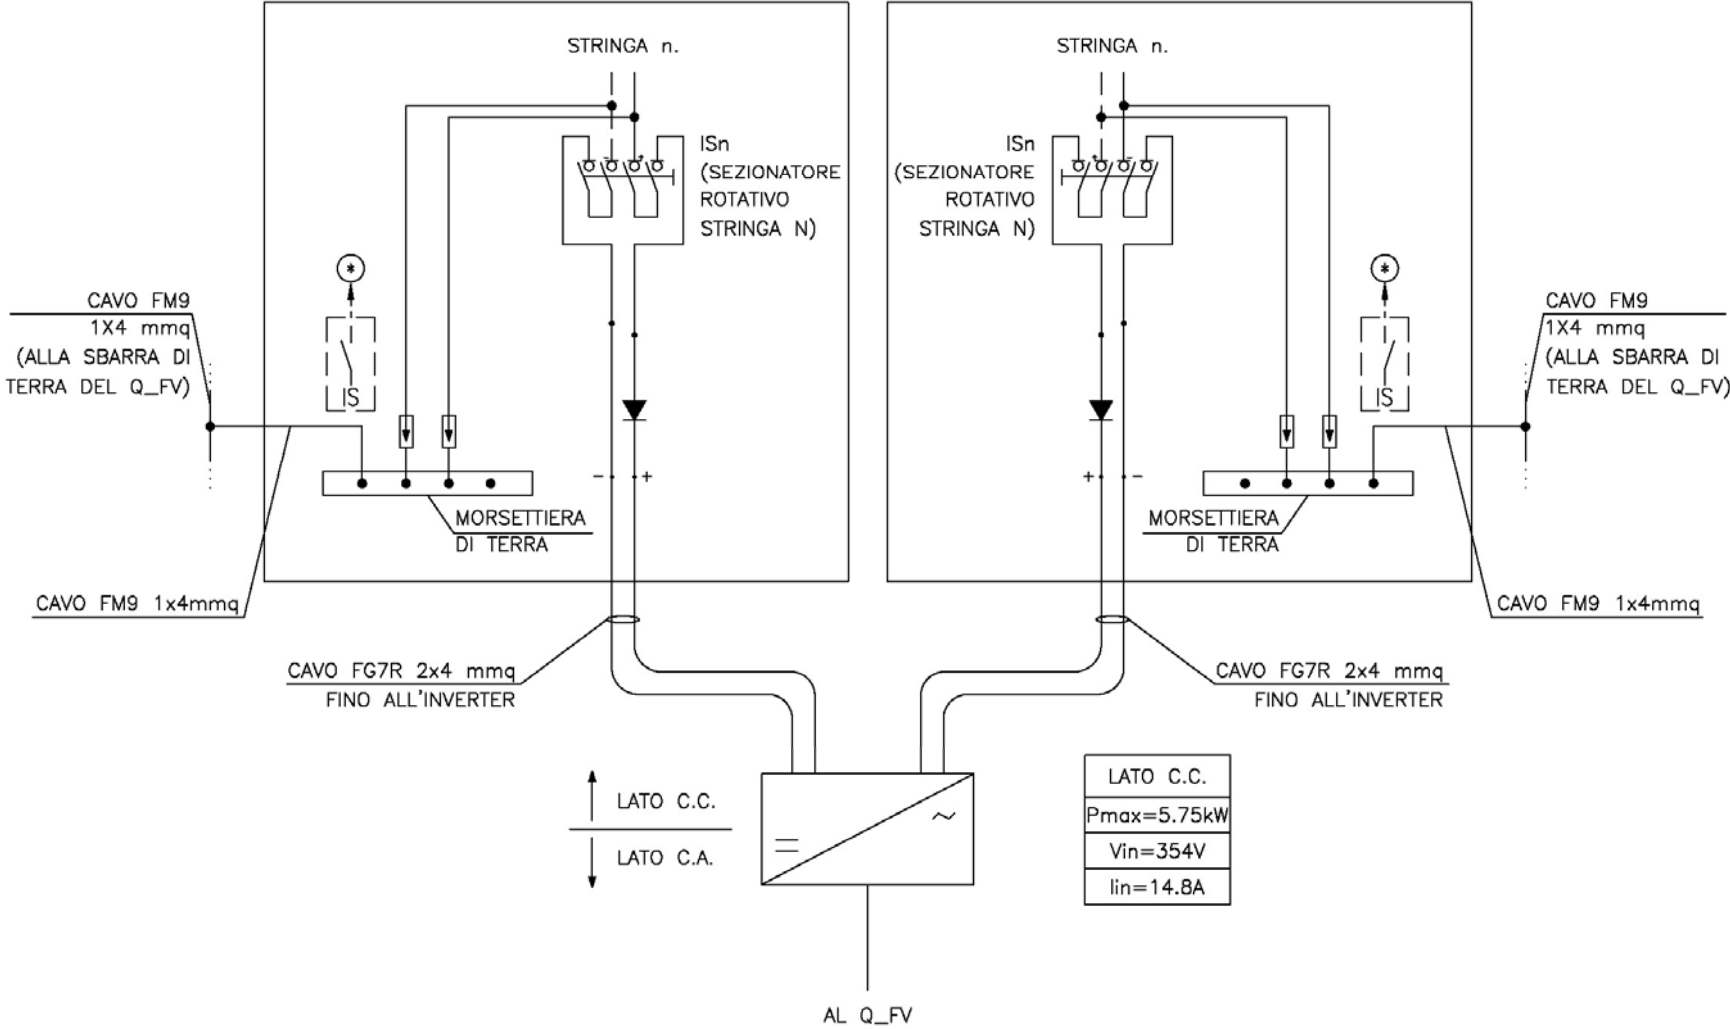 STRINGA n.
ISn
(SEZIONATORE
ROTATIVO
STRINGA N)
CAVO FM9
1X4 mmq
(ALLA SBARRA DI
TERRA DEL Q_FV)
*
IS
- +
MORSETTIERA
DI TERRA
CAVO FM9 1x4mmq
CAVO FG7R 2x4 mmq
FINO ALL'INVERTER
STRINGA n.
ISn
(SEZIONATORE
ROTATIVO
STRINGA N)
*
IS
CAVO FM9
1X4 mmq
(ALLA SBARRA DI
TERRA DEL Q_FV)
+ -
MORSETTIERA
DI TERRA
CAVO FM9 1x4mmq
CAVO FG7R 2x4 mmq
FINO ALL'INVERTER
LATO C.C.
LATO C.A.
= ~
LATO C.C.
Pmax=5.75kW
Vin=354V
Iin=14.8A
AL Q_FV